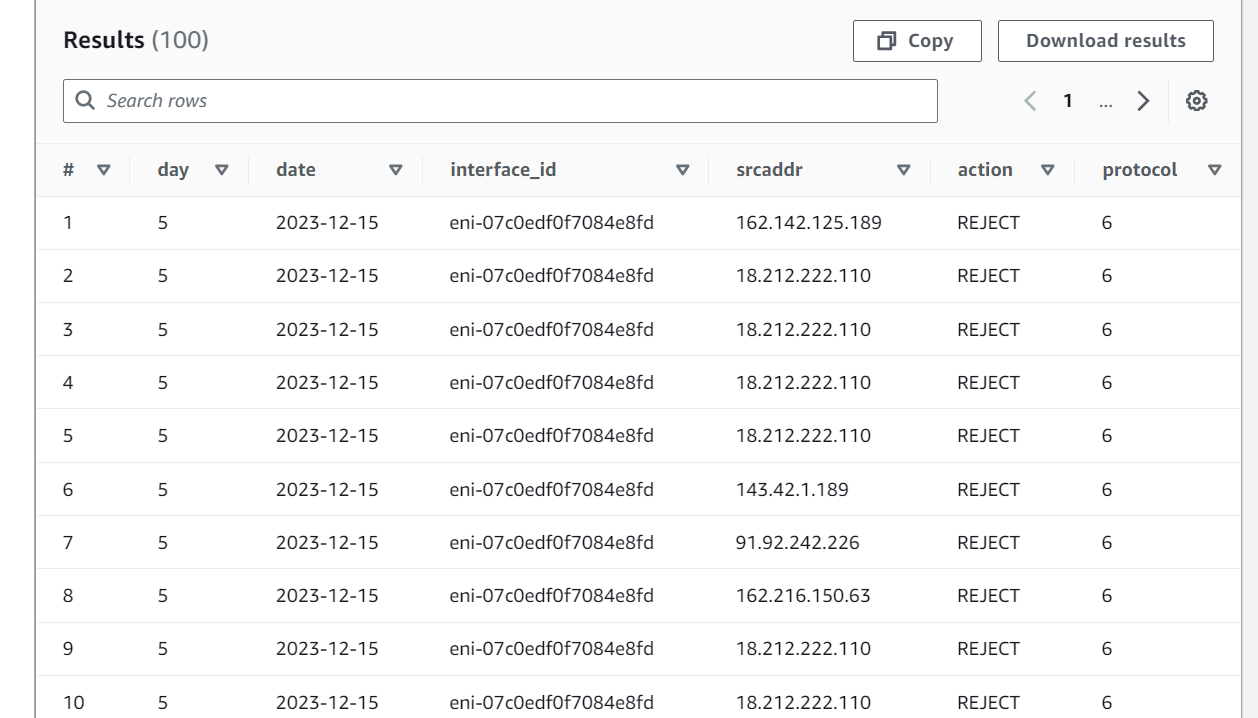 Results (100)
Copy
Download results
Search rows
1 ...
# day date interface_id srcaddr action protocol
1 5 2023-12-15 eni-07c0edf0f7084e8fd 162.142.125.189 REJECT 6
2 5 2023-12-15 eni-07c0edf0f7084e8fd 18.212.222.110 REJECT 6
3 5 2023-12-15 eni-07c0edf0f7084e8fd 18.212.222.110 REJECT 6
4 5 2023-12-15 eni-07c0edf0f7084e8fd 18.212.222.110 REJECT 6
5 5 2023-12-15 eni-07c0edf0f7084e8fd 18.212.222.110 REJECT 6
6 5 2023-12-15 eni-07c0edf0f7084e8fd 143.42.1.189 REJECT 6
7 5 2023-12-15 eni-07c0edf0f7084e8fd 91.92.242.226 REJECT 6
8 5 2023-12-15 eni-07c0edf0f7084e8fd 162.216.150.63 REJECT 6
9 5 2023-12-15 eni-07c0edf0f7084e8fd 18.212.222.110 REJECT 6
10 5 2023-12-15 eni-07c0edf0f7084e8fd 18.212.222.110 REJECT 6